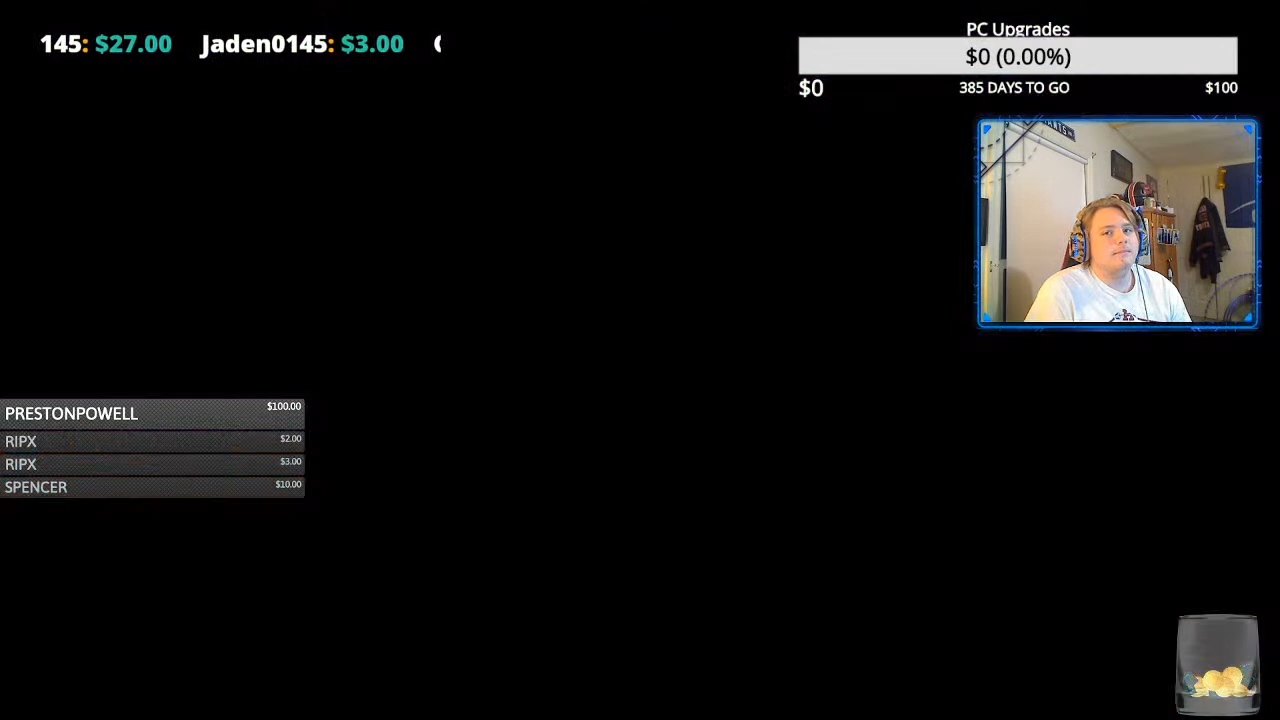 145: $27.00 Jaden0145: $3.00
PC Upgrades
$0 (0.00%)
$0 385 DAYS TO GO $100
PRESTONPOWELL $100.00
RIPX $2.00
RIPX $3.00
SPENCER $10.00